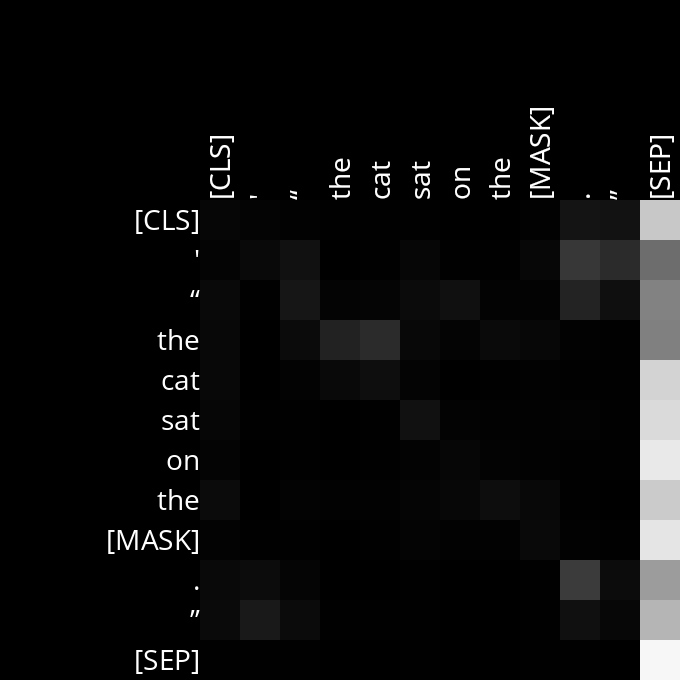 [CLS] ' “ the cat sat on the [MASK] . ” [SEP]
[CLS]
'
“
the
cat
sat
on
the
[MASK]
.
”
[SEP]